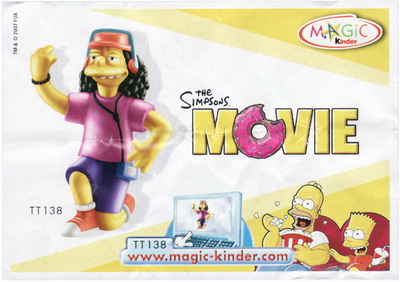 TM & © 2007 FOX
MAGiC
Kinder
THE
SiMPSONS
MOVIE
TT138
TT138
www.magic-kinder.com